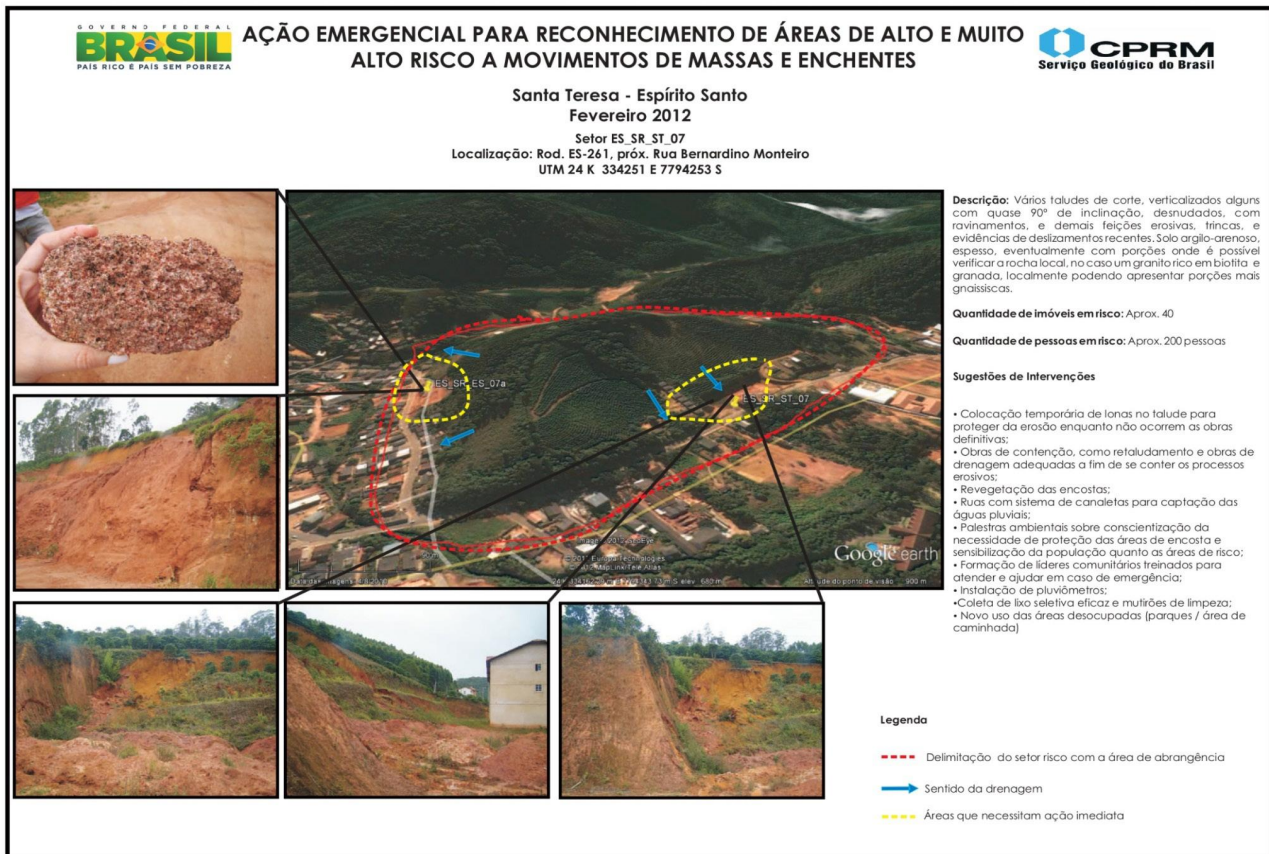 GOVERNO FEDERAL
BRASIL
PAÍS RICO É PAÍS SEM POBREZA
AÇÃO EMERGENCIAL PARA RECONHECIMENTO DE ÁREAS DE ALTO E MUITO
ALTO RISCO A MOVIMENTOS DE MASSAS E ENCHENTES
CPRM
Serviço Geológico do Brasil
Santa Teresa - Espírito Santo
Fevereiro 2012
Setor ES_SR_ST_07
Localização: Rod. ES-261, próx. Rua Bernardino Monteiro
UTM 24 K 334251 E 7794253 S
ES_SR_ES_07a
ES_SR_ST_07
Google earth
Altitude do ponto de visão 900 m
Descrição: Vários taludes de corte, verticalizados alguns
com quase 90° de inclinação, desnudados, com
ravinamentos, e demais feições erosivas, trincas, e
evidências de deslizamentos recentes. Solo argilo-arenoso,
espesso, eventualmente com porções onde é possível
verificar a rocha local, no caso um granito rico em biotita e
granada, localmente podendo apresentar porções mais
gnaissiscas.
Quantidade de imóveis em risco: Aprox. 40
Quantidade de pessoas em risco: Aprox. 200 pessoas
Sugestões de Intervenções
• Colocação temporária de lonas no talude para
proteger da erosão enquanto não ocorrem as obras
definitivas;
• Obras de contenção, como retaludamento e obras de
drenagem adequadas a fim de se conter os processos
erosivos;
• Revegetação das encostas;
• Ruas com sistema de canaletas para captação das
águas pluviais;
• Palestras ambientais sobre conscientização da
necessidade de proteção das áreas de encosta e
sensibilização da população quanto as áreas de risco;
• Formação de líderes comunitários treinados para
atender e ajudar em caso de emergência;
• Instalação de pluviômetros;
•Coleta de lixo seletiva eficaz e mutirões de limpeza;
• Novo uso das áreas desocupadas (parques / área de
caminhada)
Legenda
Delimitação do setor risco com a área de abrangência
Sentido da drenagem
Áreas que necessitam ação imediata